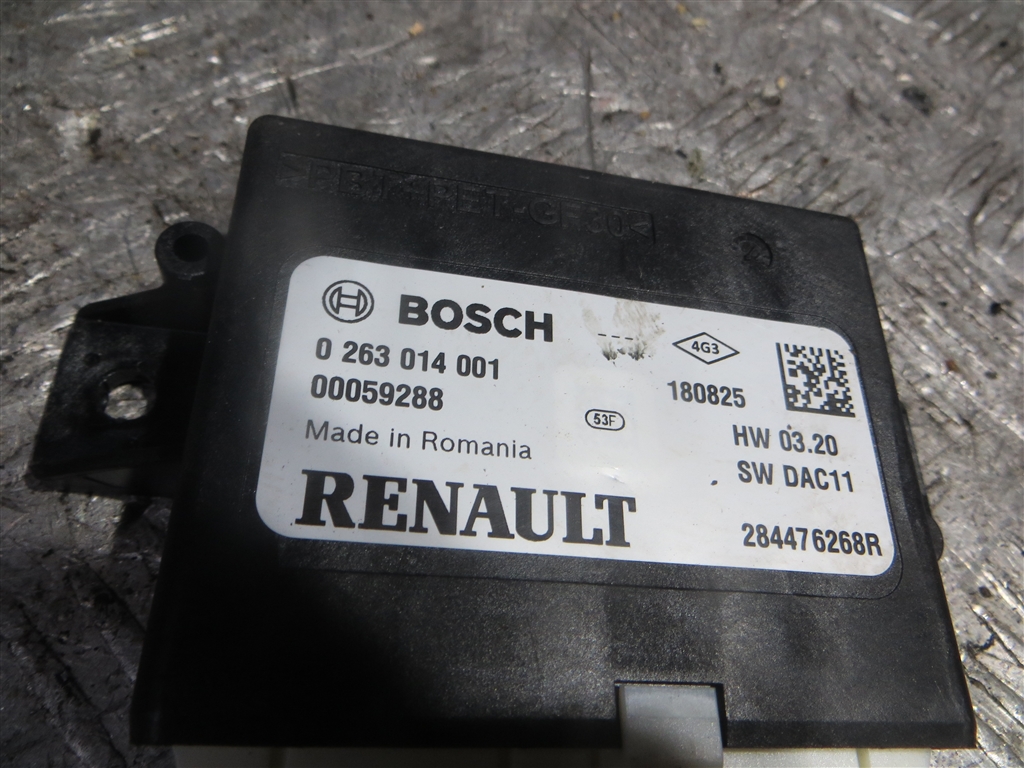 BOSCH
0 263 014 001
00059288
Made in Romania
RENAULT
4G3
180825
53F
HW 03.20
SW DAC11
284476268R